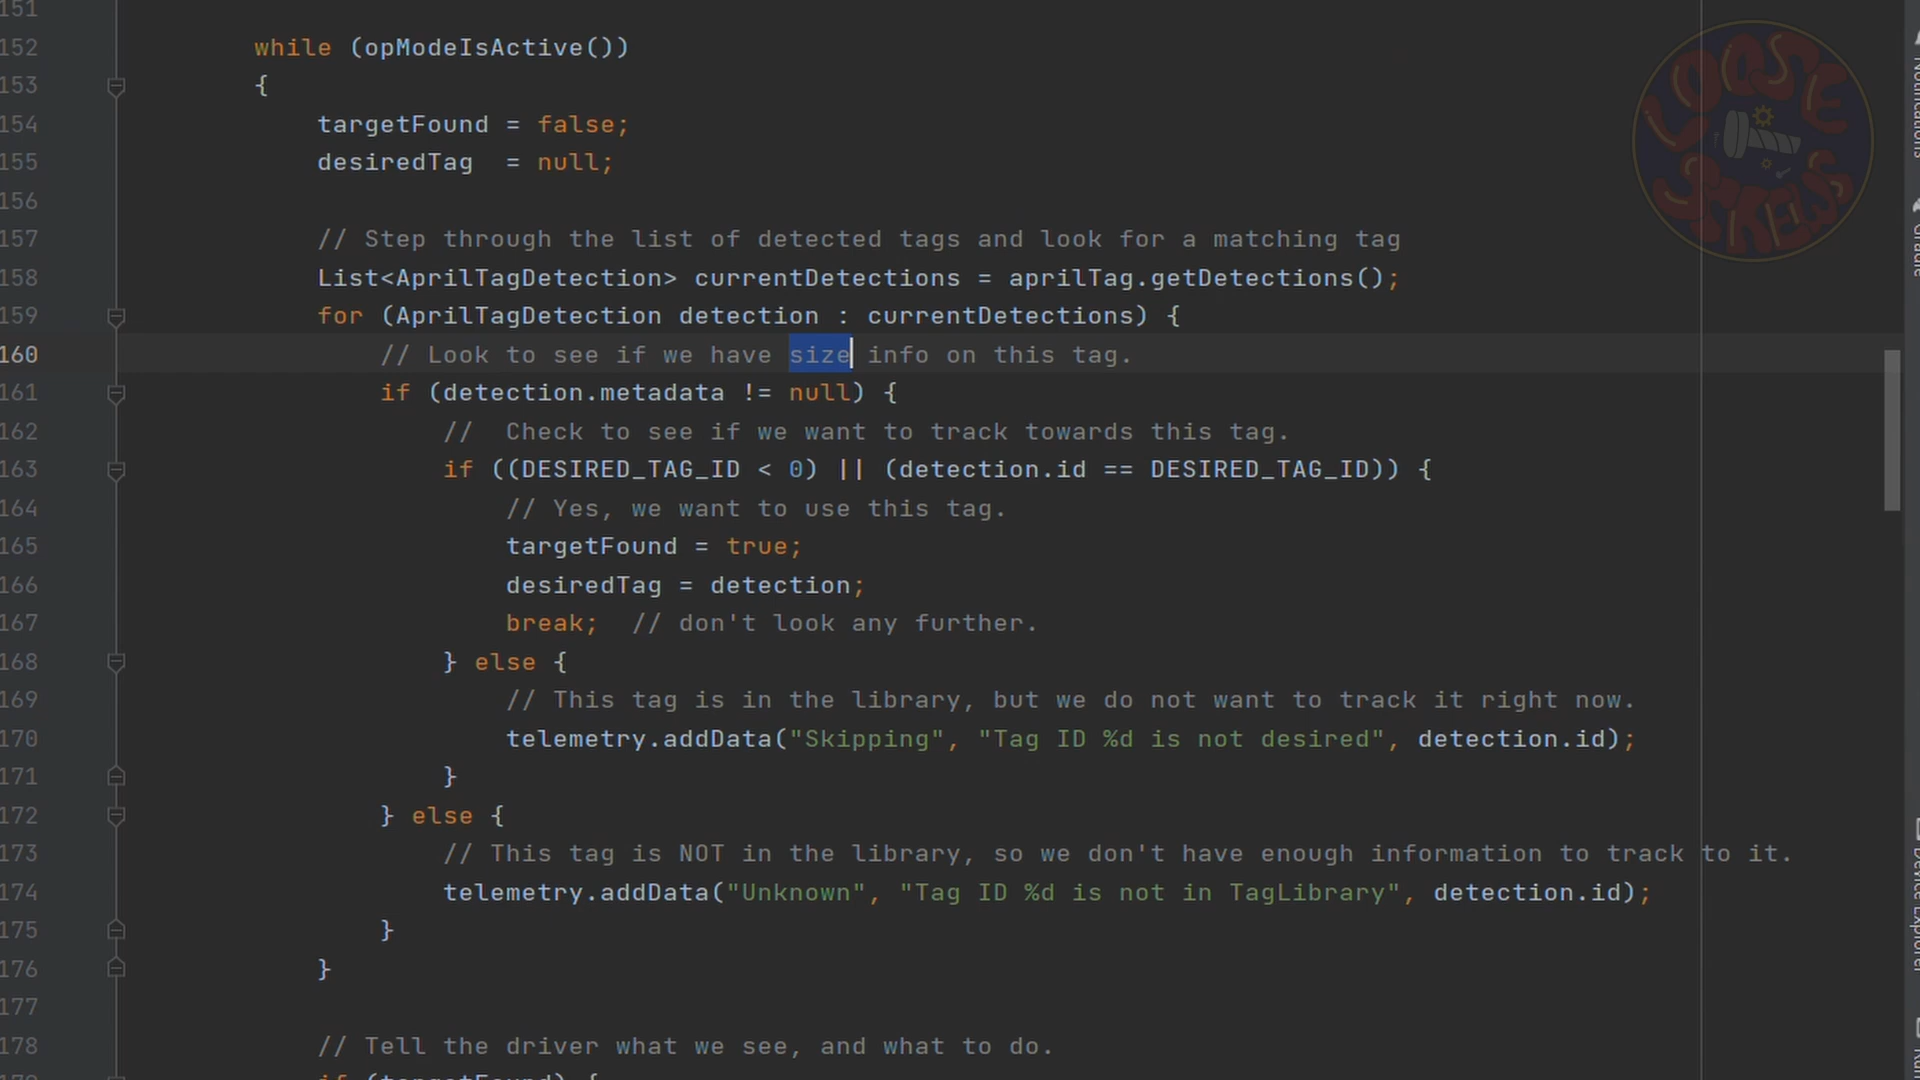 151
152 while (opModeIsActive())
153 {
154 targetFound = false;
155 desiredTag  = null;
156
157 // Step through the list of detected tags and look for a matching tag
158 List<AprilTagDetection> currentDetections = aprilTag.getDetections();
159 for (AprilTagDetection detection : currentDetections) {
160 // Look to see if we have size info on this tag.
161 if (detection.metadata != null) {
162 //  Check to see if we want to track towards this tag.
163 if ((DESIRED_TAG_ID < 0) || (detection.id == DESIRED_TAG_ID)) {
164 // Yes, we want to use this tag.
165 targetFound = true;
166 desiredTag = detection;
167 break;  // don't look any further.
168 } else {
169 // This tag is in the library, but we do not want to track it right now.
170 telemetry.addData("Skipping", "Tag ID %d is not desired", detection.id);
171 }
172 } else {
173 // This tag is NOT in the library, so we don't have enough information to track to it.
174 telemetry.addData("Unknown", "Tag ID %d is not in TagLibrary", detection.id);
175 }
176 }
177
178 // Tell the driver what we see, and what to do.
if (targetFound) {
LOOSE
Notifications
Gradle
Device Explorer